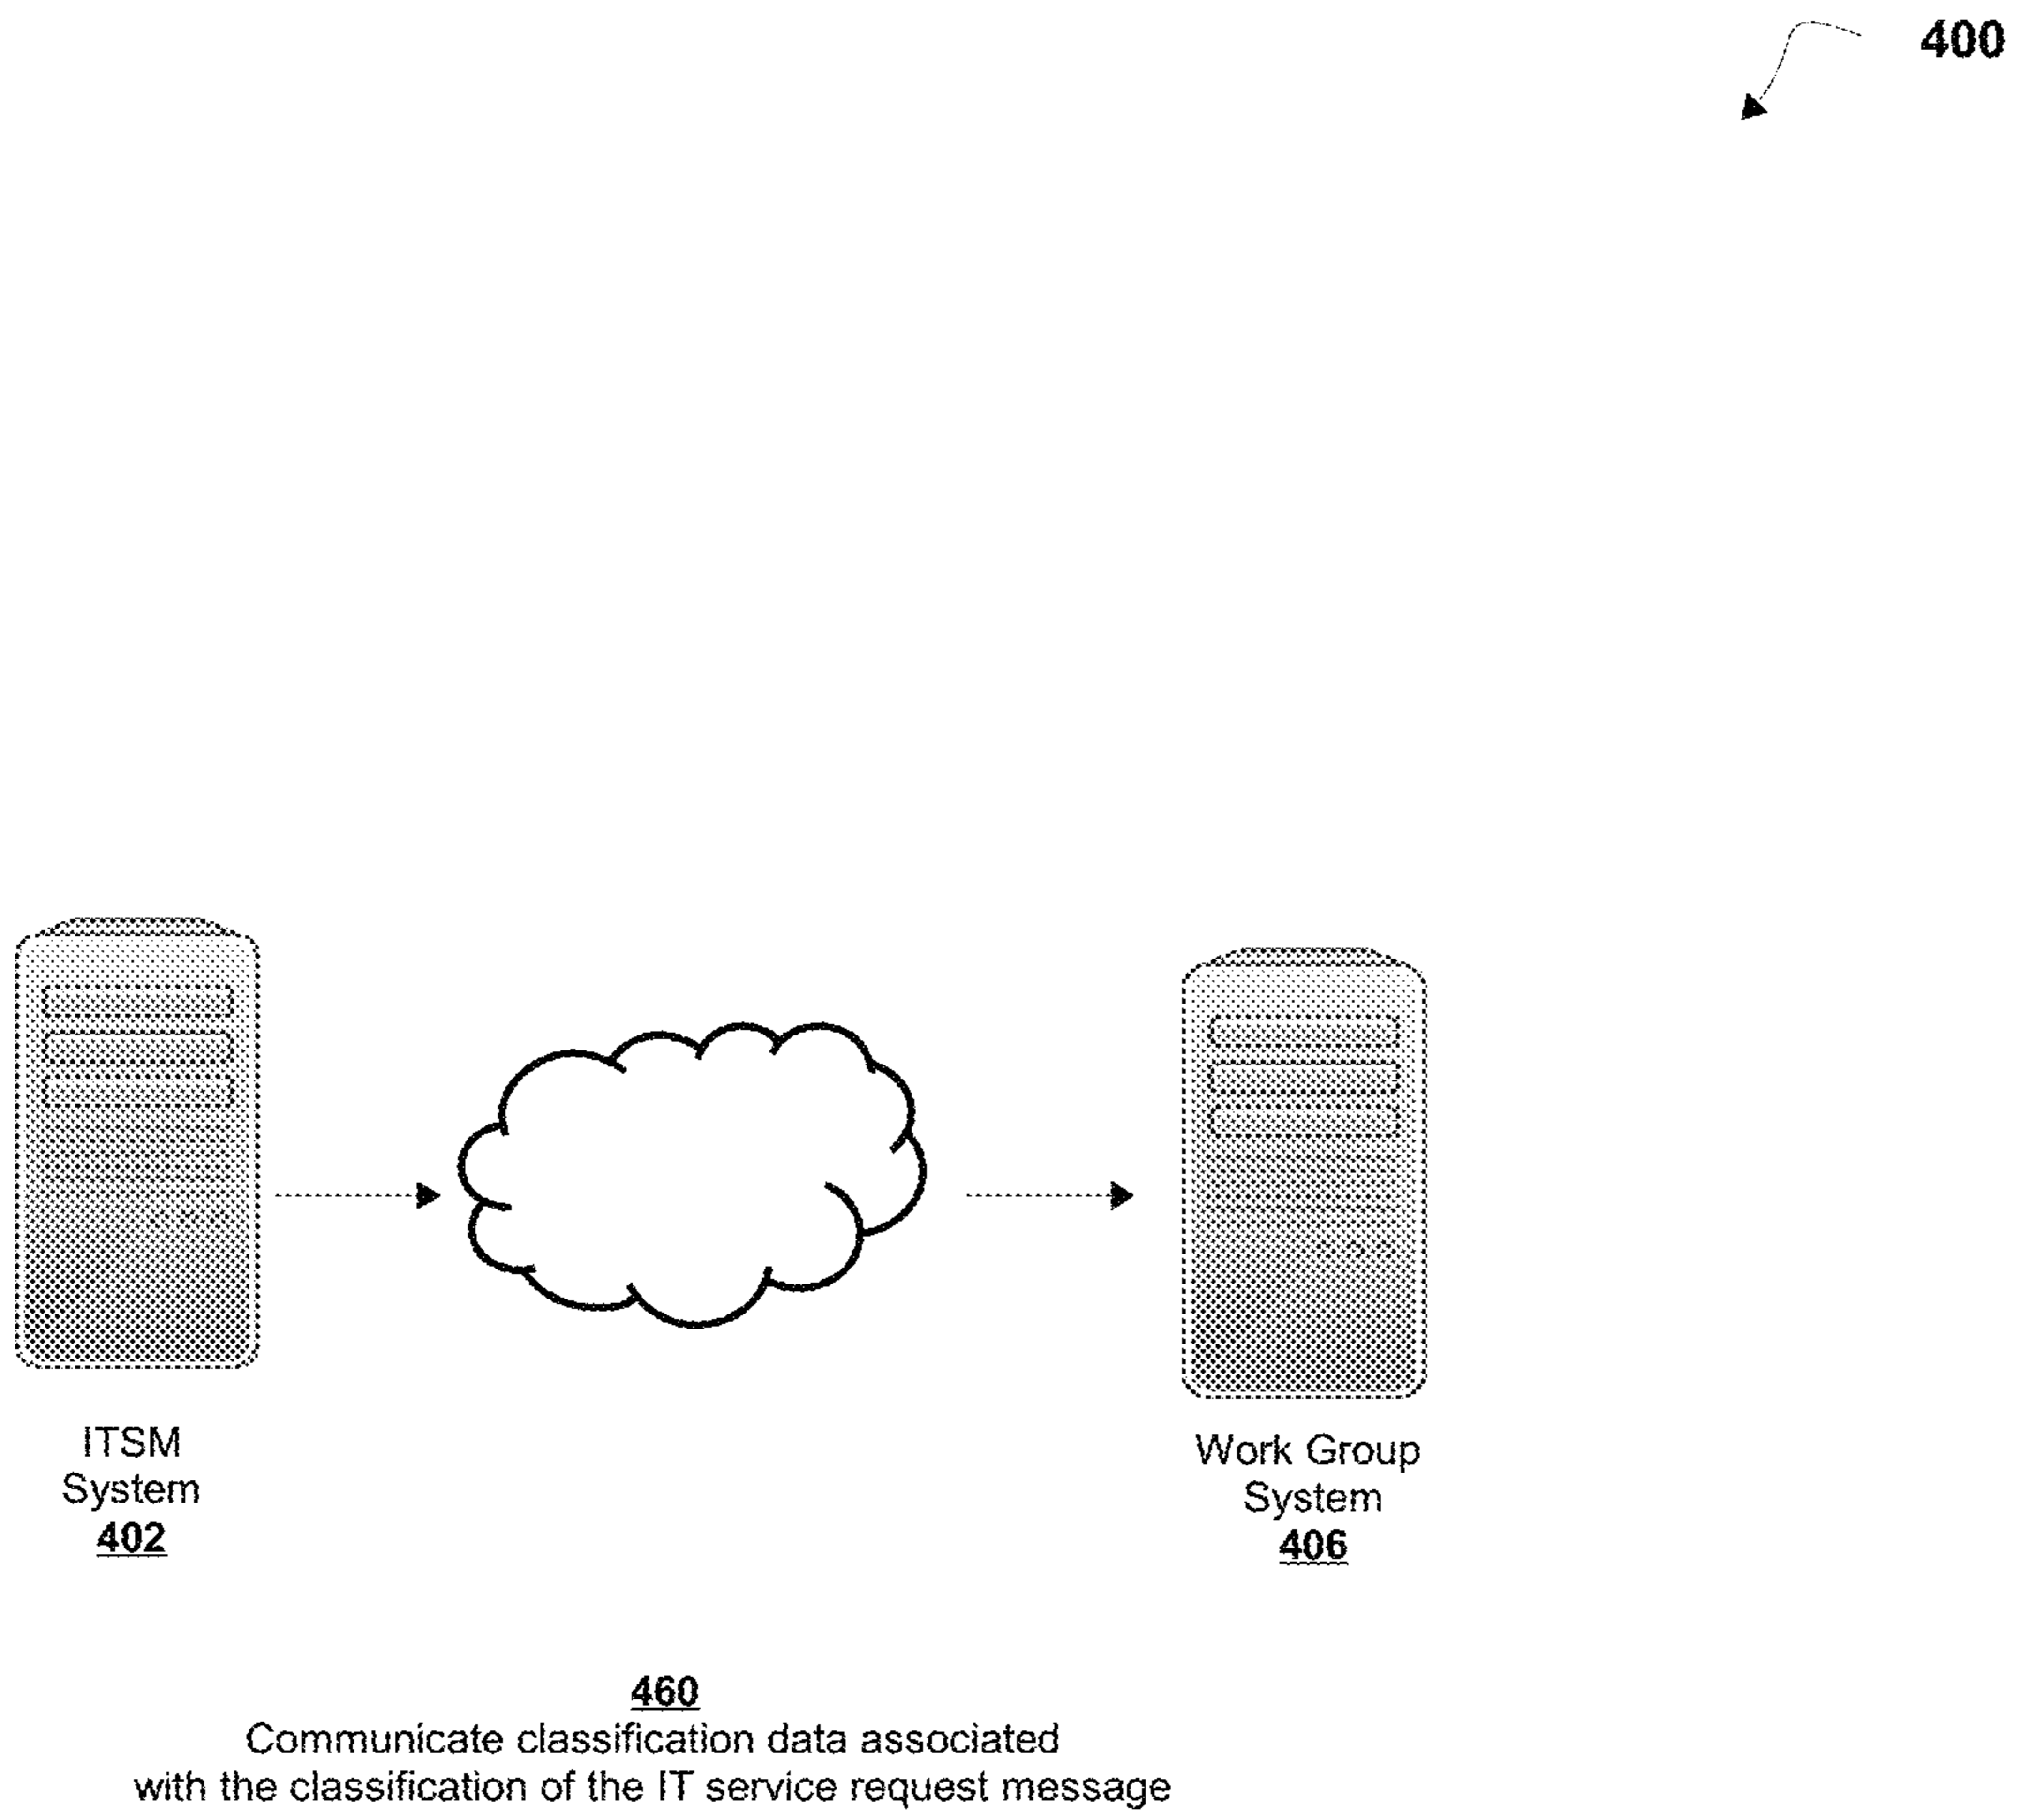 400
ITSM
System
402
Work Group
System
406
460
Communicate classification data associated
with the classification of the IT service request message